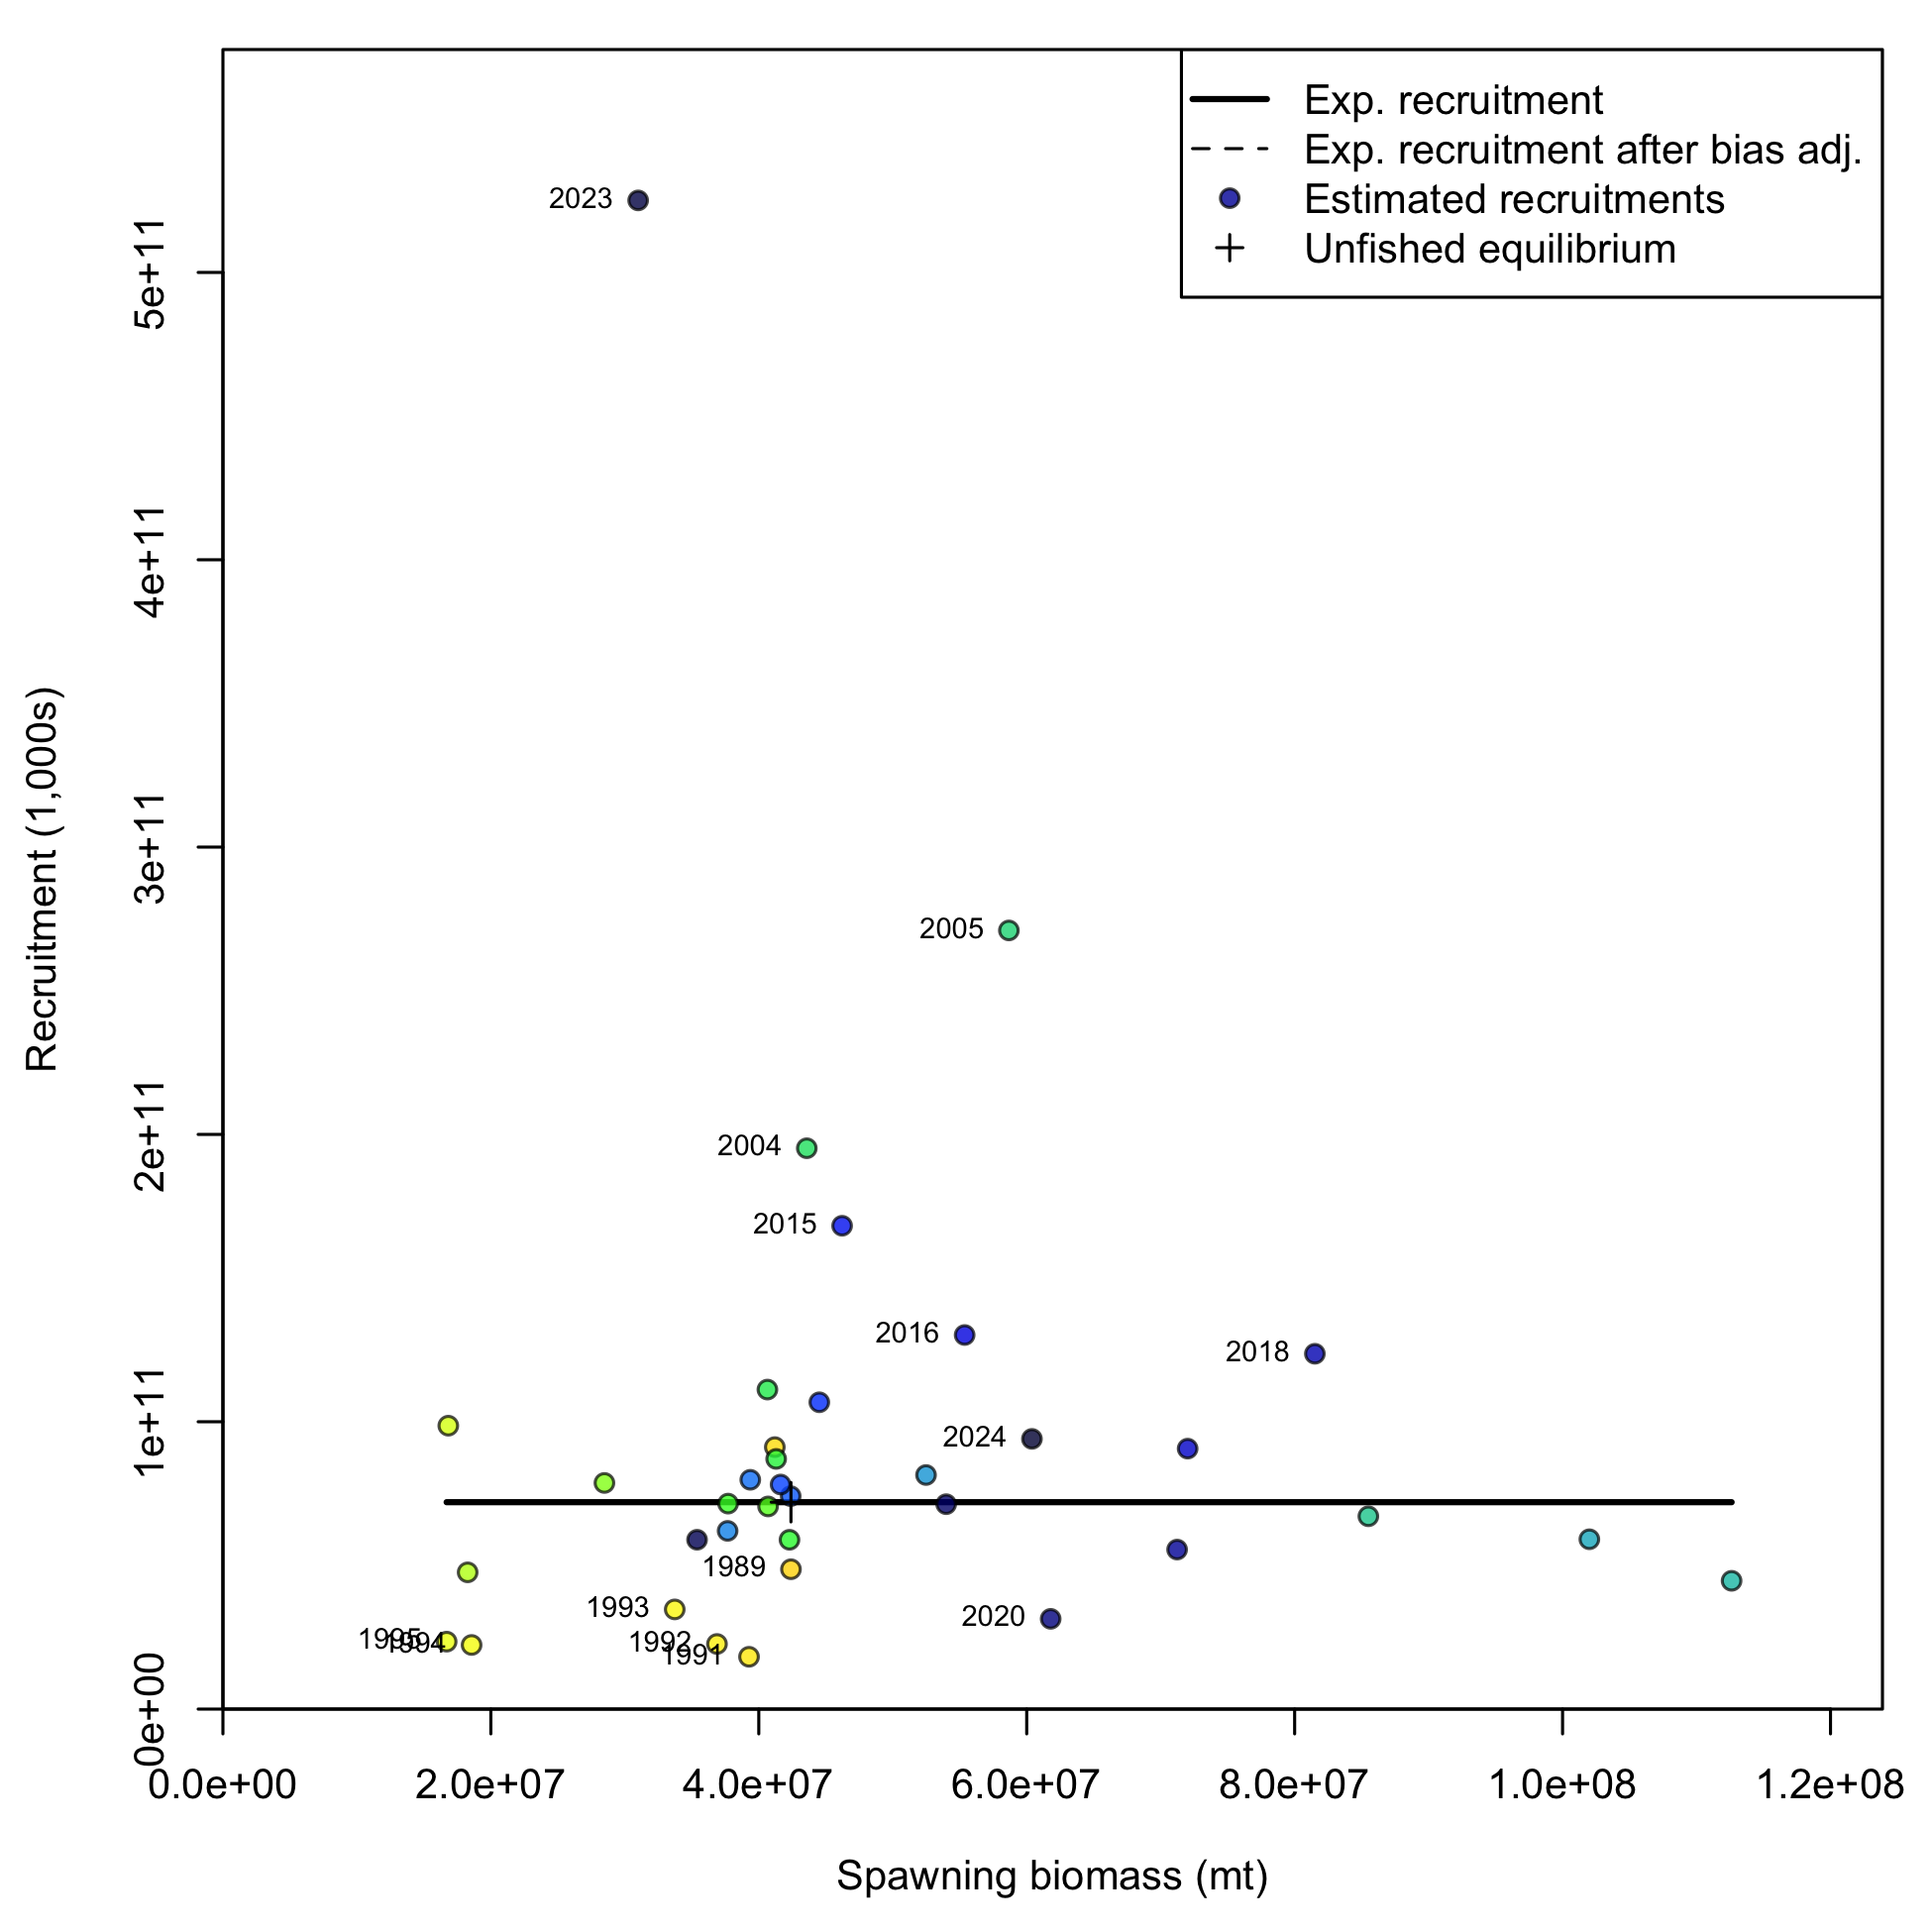 Exp. recruitment
Exp. recruitment after bias adj.
Estimated recruitments
Unfished equilibrium
2023
2005
2004
2015
2016
2018
2024
1989
1993
2020
1995
1994
1992
1991
Recruitment (1,000s)
5e+11
4e+11
3e+11
2e+11
1e+11
0e+00
0.0e+00 2.0e+07 4.0e+07 6.0e+07 8.0e+07 1.0e+08 1.2e+08
Spawning biomass (mt)